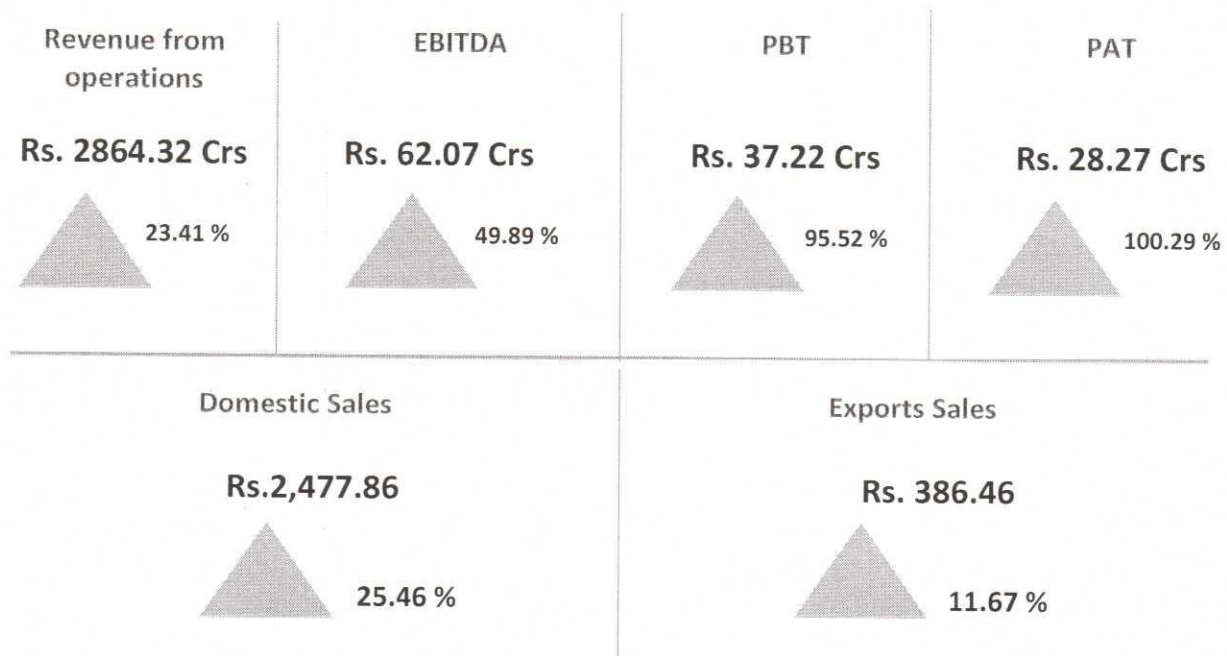 Revenue from
operations
Rs. 2864.32 Crs
23.41 %
EBITDA
Rs. 62.07 Crs
49.89 %
PBT
Rs. 37.22 Crs
95.52 %
PAT
Rs. 28.27 Crs
100.29 %
Domestic Sales
Rs.2,477.86
25.46 %
Exports Sales
Rs. 386.46
11.67 %